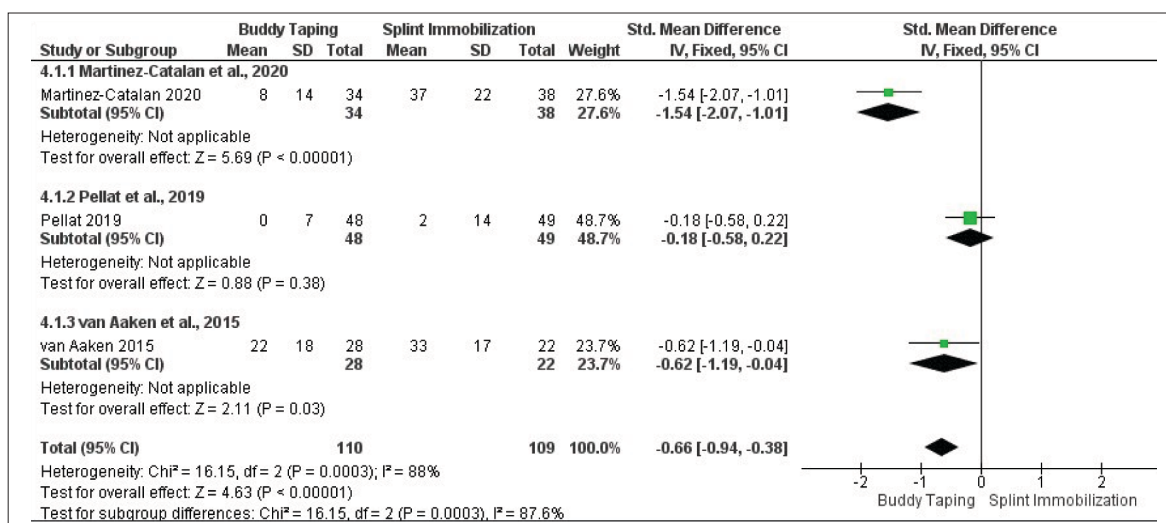 Buddy Taping Splint Immobilization Std. Mean Difference Std. Mean Difference
Study or Subgroup Mean SD Total Mean SD Total Weight IV, Fixed, 95% CI IV, Fixed, 95% CI
4.1.1 Martinez-Catalan et al., 2020
Martinez-Catalan 2020 8 14 34 37 22 38 27.6% -1.54 [-2.07, -1.01]
Subtotal (95% CI) 34 38 27.6% -1.54 [-2.07, -1.01]
Heterogeneity: Not applicable
Test for overall effect: Z = 5.69 (P < 0.00001)
4.1.2 Pellat et al., 2019
Pellat 2019 0 7 48 2 14 49 48.7% -0.18 [-0.58, 0.22]
Subtotal (95% CI) 48 49 48.7% -0.18 [-0.58, 0.22]
Heterogeneity: Not applicable
Test for overall effect: Z = 0.88 (P = 0.38)
4.1.3 van Aaken et al., 2015
van Aaken 2015 22 18 28 33 17 22 23.7% -0.62 [-1.19, -0.04]
Subtotal (95% CI) 28 22 23.7% -0.62 [-1.19, -0.04]
Heterogeneity: Not applicable
Test for overall effect: Z = 2.11 (P = 0.03)
Total (95% CI) 110 109 100.0% -0.66 [-0.94, -0.38]
Heterogeneity: Chi² = 16.15, df = 2 (P = 0.0003); I² = 88%
Test for overall effect: Z = 4.63 (P < 0.00001)
Test for subgroup differences: Chi² = 16.15, df = 2 (P = 0.0003), I² = 87.6%
-2 -1 0 1 2
Buddy Taping Splint Immobilization